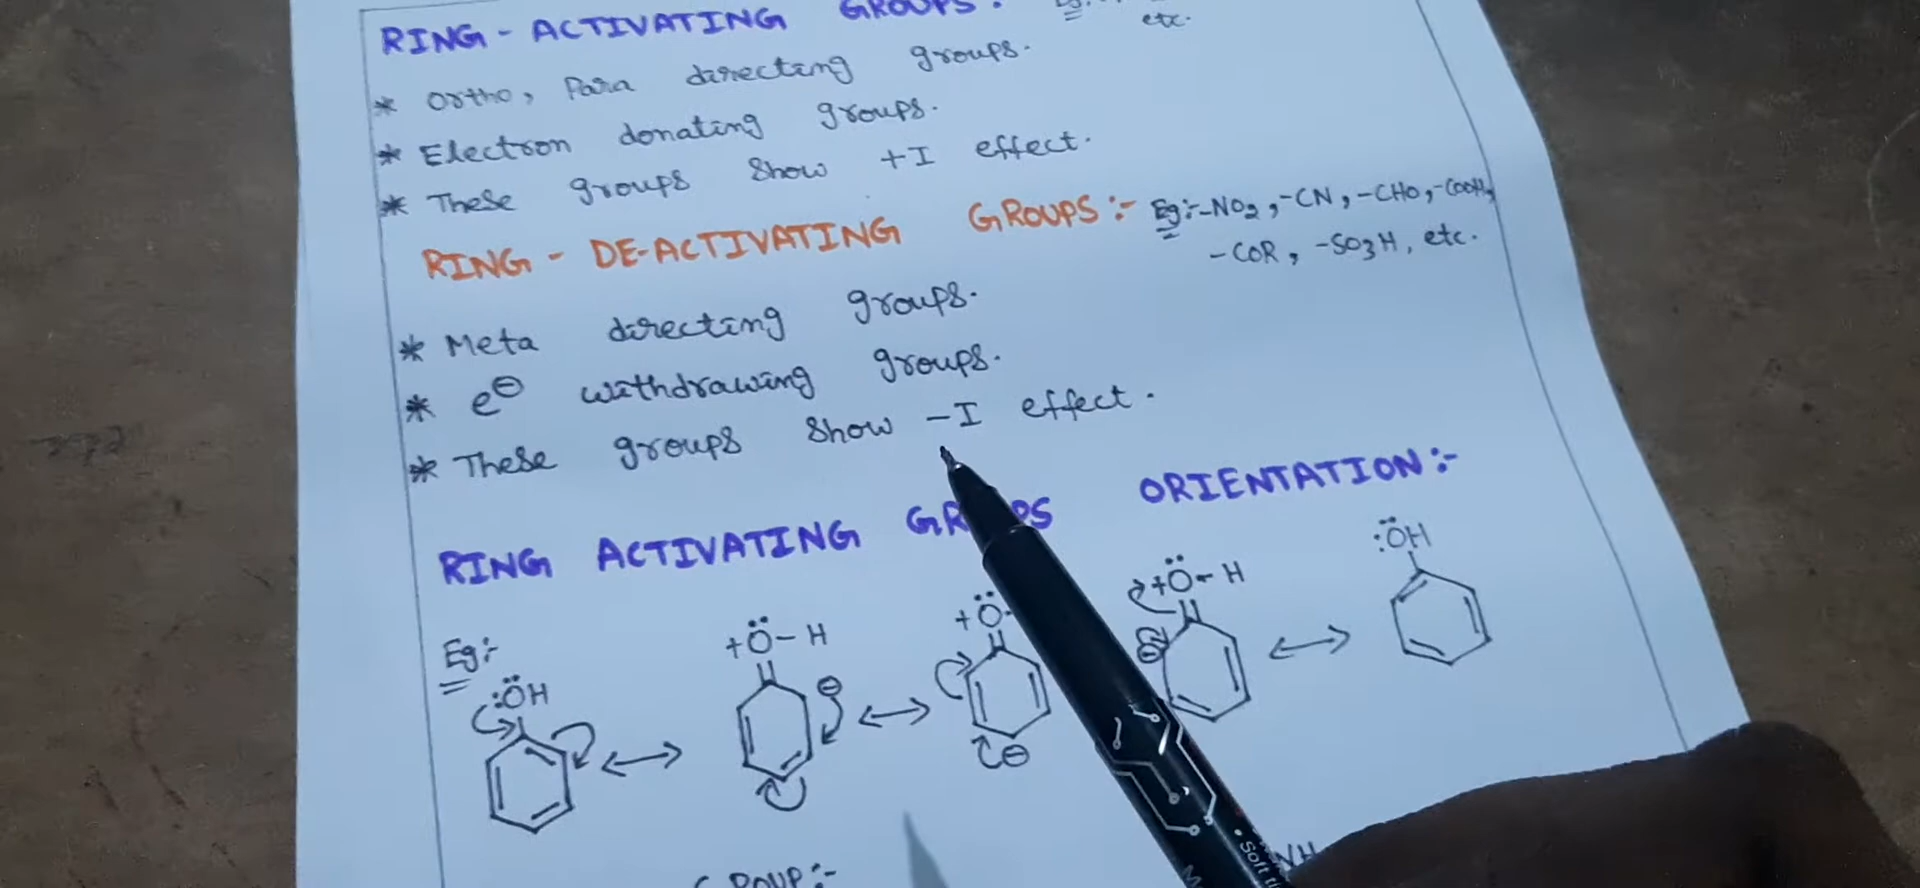 RING - ACTIVATING GROUPS:
etc.
* Ortho, Para directing groups.
* Electron donating groups.
* These groups show +I effect.
RING - DE-ACTIVATING GROUPS:- Eg:- -NO2, -CN, -CHO, -COOH,
-COR, -SO3H, etc.
* Meta directing groups.
* e⊖ withdrawing groups.
* These groups show -I effect.
RING ACTIVATING ORIENTATION:-
Eg:-
:ÖH
+Ö-H
+Ö
+Ö-H
:ÖH
⊖
⊖
⊖
Soft